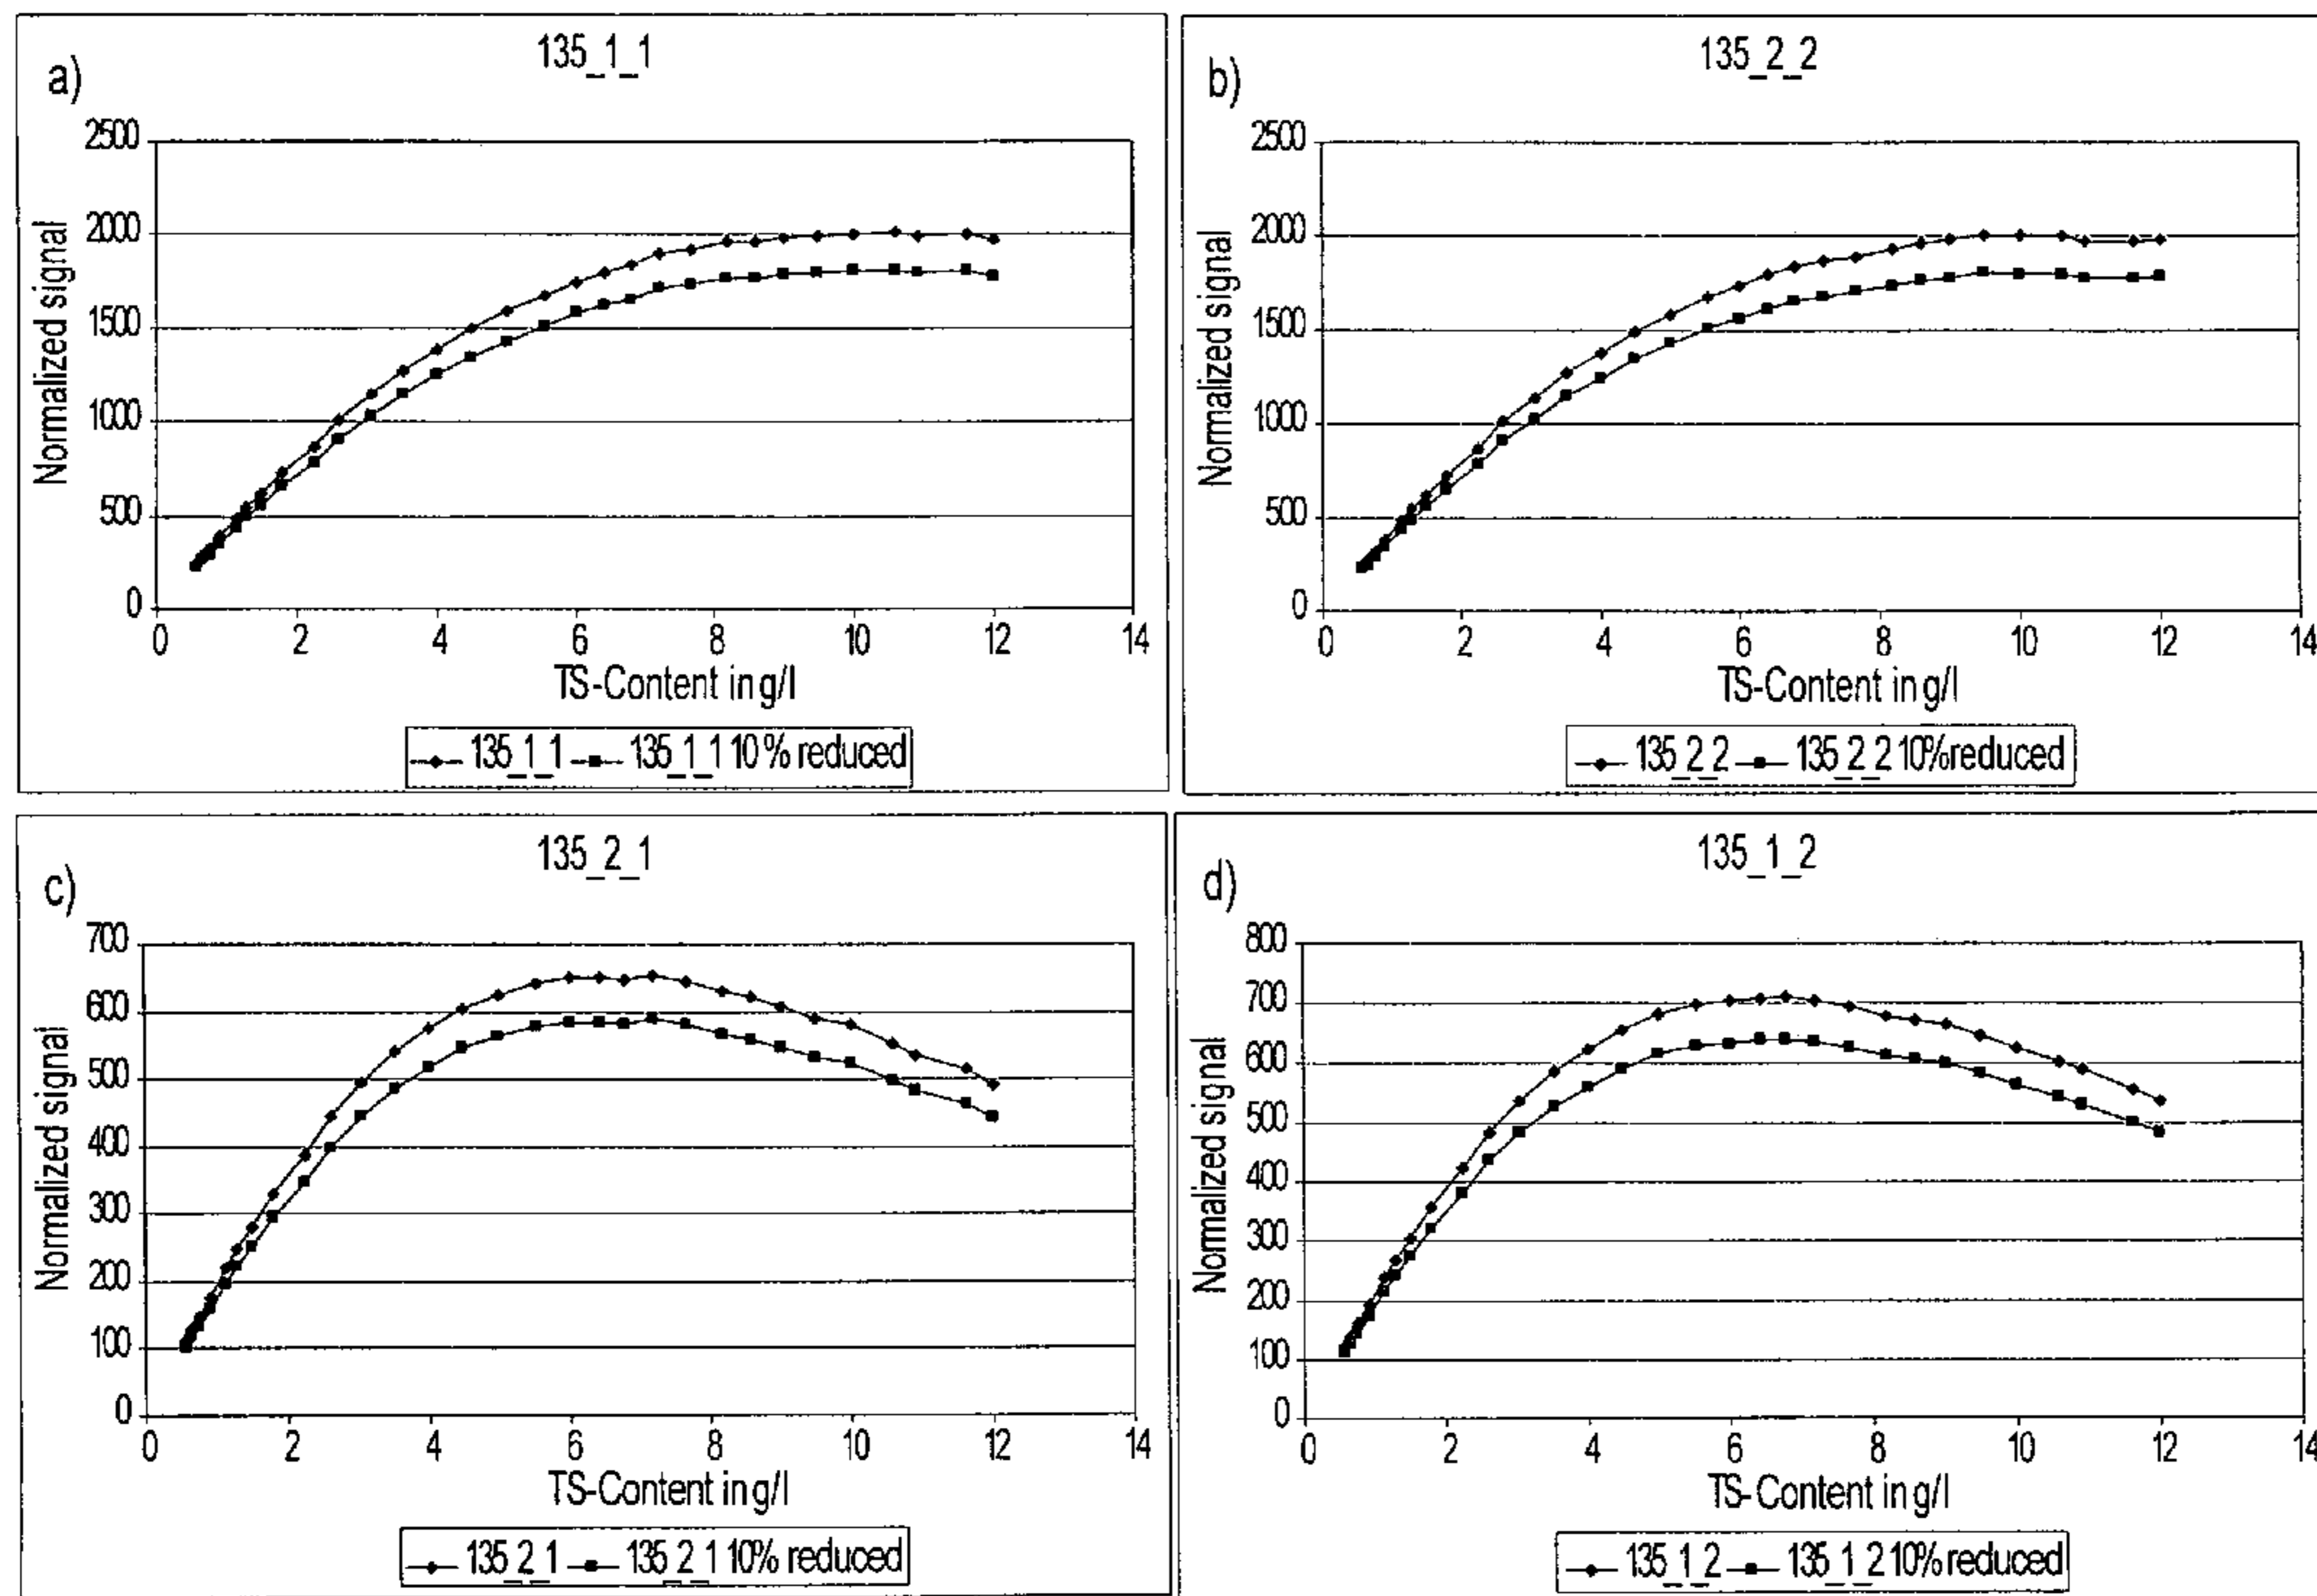 a)
135_1_1
2500
2000
1500
1000
500
0
0 2 4 6 8 10 12 14
Normalized signal
TS-Content in g/l
135_1_1 135_1_1 10 % reduced
b)
135_2_2
2500
2000
1500
1000
500
0
0 2 4 6 8 10 12 14
Normalized signal
TS-Content in g/l
135_2_2 135_2_2 10% reduced
c)
135_2_1
700
600
500
400
300
200
100
0
0 2 4 6 8 10 12 14
Normalized signal
TS-Content in g/l
135_2_1 135_2_1 10% reduced
d)
135_1_2
800
700
600
500
400
300
200
100
0
0 2 4 6 8 10 12 14
Normalized signal
TS-Content in g/l
135_1_2 135_1_2 10% reduced